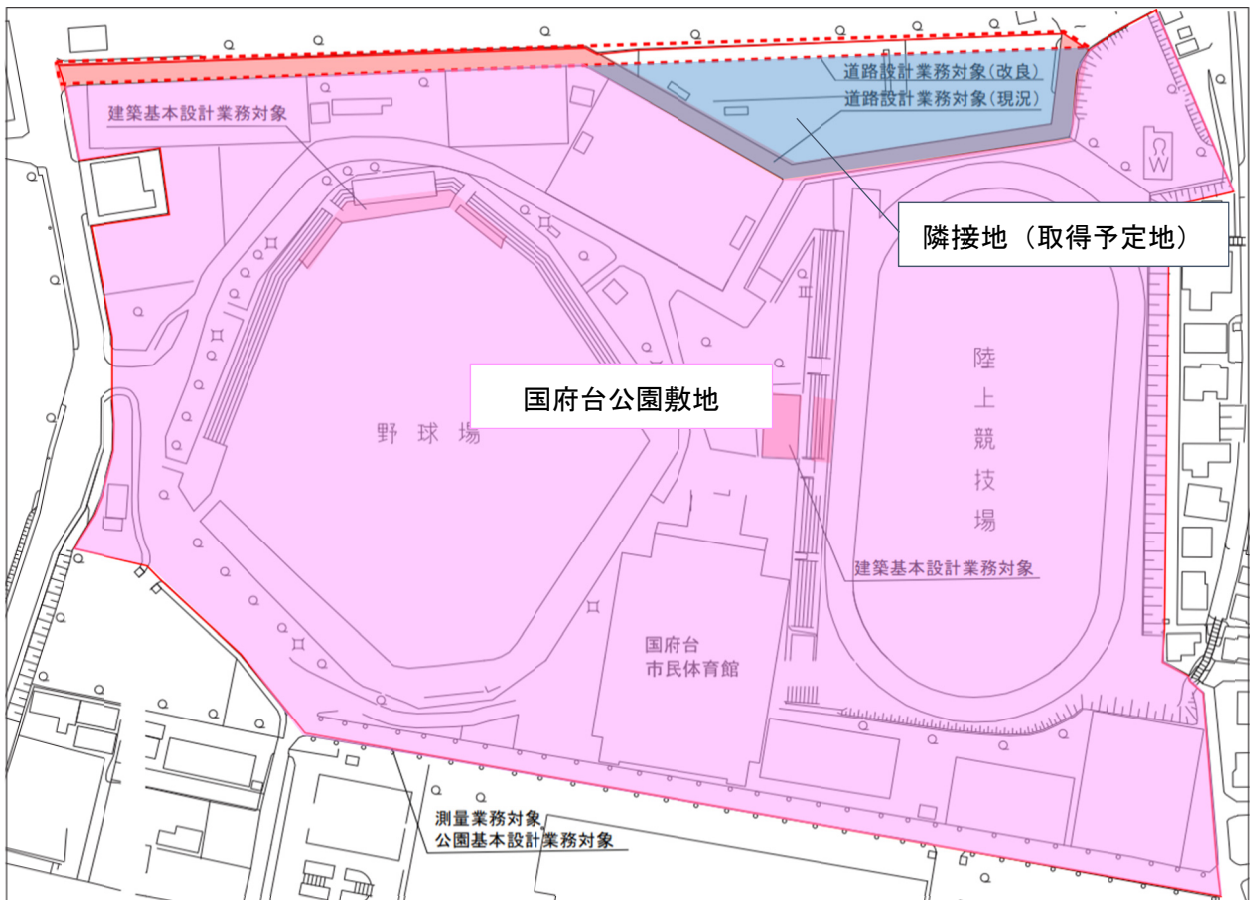 道路設計業務対象(改良)
道路設計業務対象(現況)
建築基本設計業務対象
隣接地（取得予定地）
国府台公園敷地
野球場
陸上競技場
建築基本設計業務対象
国府台
市民体育館
測量業務対象
公園基本設計業務対象